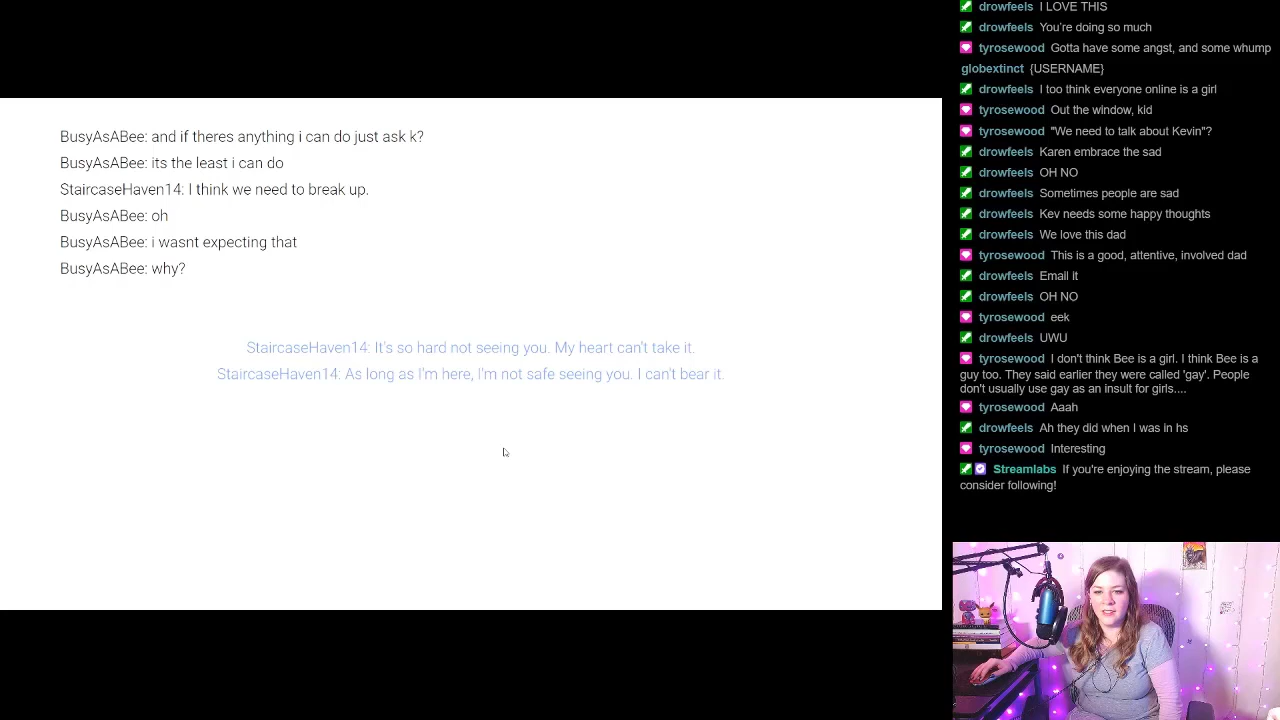 BusyAsABee: and if theres anything i can do just ask k?
BusyAsABee: its the least i can do
StaircaseHaven14: I think we need to break up.
BusyAsABee: oh
BusyAsABee: i wasnt expecting that
BusyAsABee: why?
StaircaseHaven14: It's so hard not seeing you. My heart can't take it.
StaircaseHaven14: As long as I'm here, I'm not safe seeing you. I can't bear it.
drowfeels I LOVE THIS
drowfeels You're doing so much
tyrosewood Gotta have some angst, and some whump
globextinct {USERNAME}
drowfeels I too think everyone online is a girl
tyrosewood Out the window, kid
tyrosewood "We need to talk about Kevin"?
drowfeels Karen embrace the sad
drowfeels OH NO
drowfeels Sometimes people are sad
drowfeels Kev needs some happy thoughts
drowfeels We love this dad
tyrosewood This is a good, attentive, involved dad
drowfeels Email it
drowfeels OH NO
tyrosewood eek
drowfeels UWU
tyrosewood I don't think Bee is a girl. I think Bee is a
guy too. They said earlier they were called 'gay'. People
don't usually use gay as an insult for girls....
tyrosewood Aaah
drowfeels Ah they did when I was in hs
tyrosewood Interesting
Streamlabs If you're enjoying the stream, please
consider following!